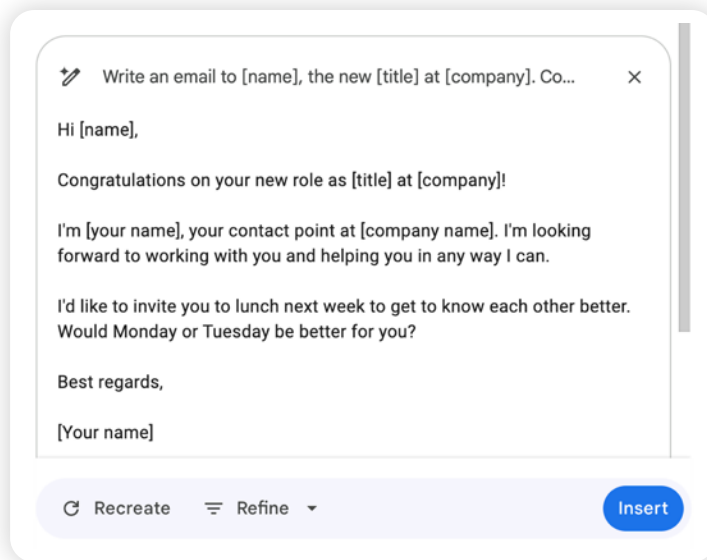 Write an email to [name], the new [title] at [company]. Co...
Hi [name],
Congratulations on your new role as [title] at [company]!
I'm [your name], your contact point at [company name]. I'm looking
forward to working with you and helping you in any way I can.
I'd like to invite you to lunch next week to get to know each other better.
Would Monday or Tuesday be better for you?
Best regards,
[Your name]
Recreate Refine Insert